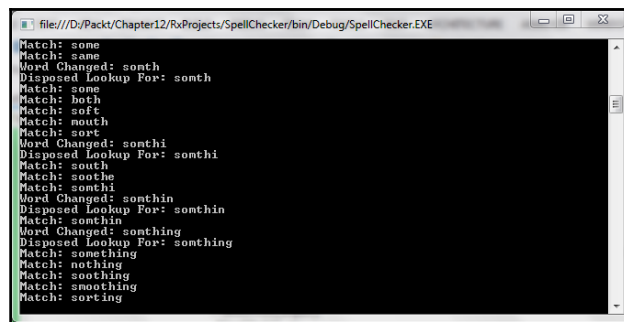 file:///D:/Packt/Chapter12/RxProjects/SpellChecker/bin/Debug/SpellChecker.EXE
Match: some
Match: same
Word Changed: somth
Disposed Lookup For: somth
Match: some
Match: both
Match: soft
Match: mouth
Match: sort
Word Changed: somthi
Disposed Lookup For: somthi
Match: south
Match: soothe
Match: somthi
Word Changed: somthin
Disposed Lookup For: somthin
Match: somthin
Word Changed: somthing
Disposed Lookup For: somthing
Match: something
Match: nothing
Match: soothing
Match: smoothing
Match: sorting